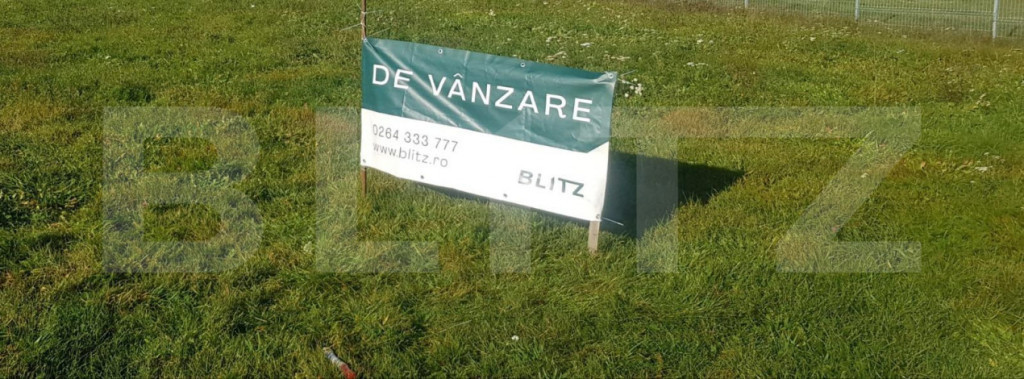 DE VÂNZARE
0264 333 777
www.blitz.ro
BLITZ
BLITZ